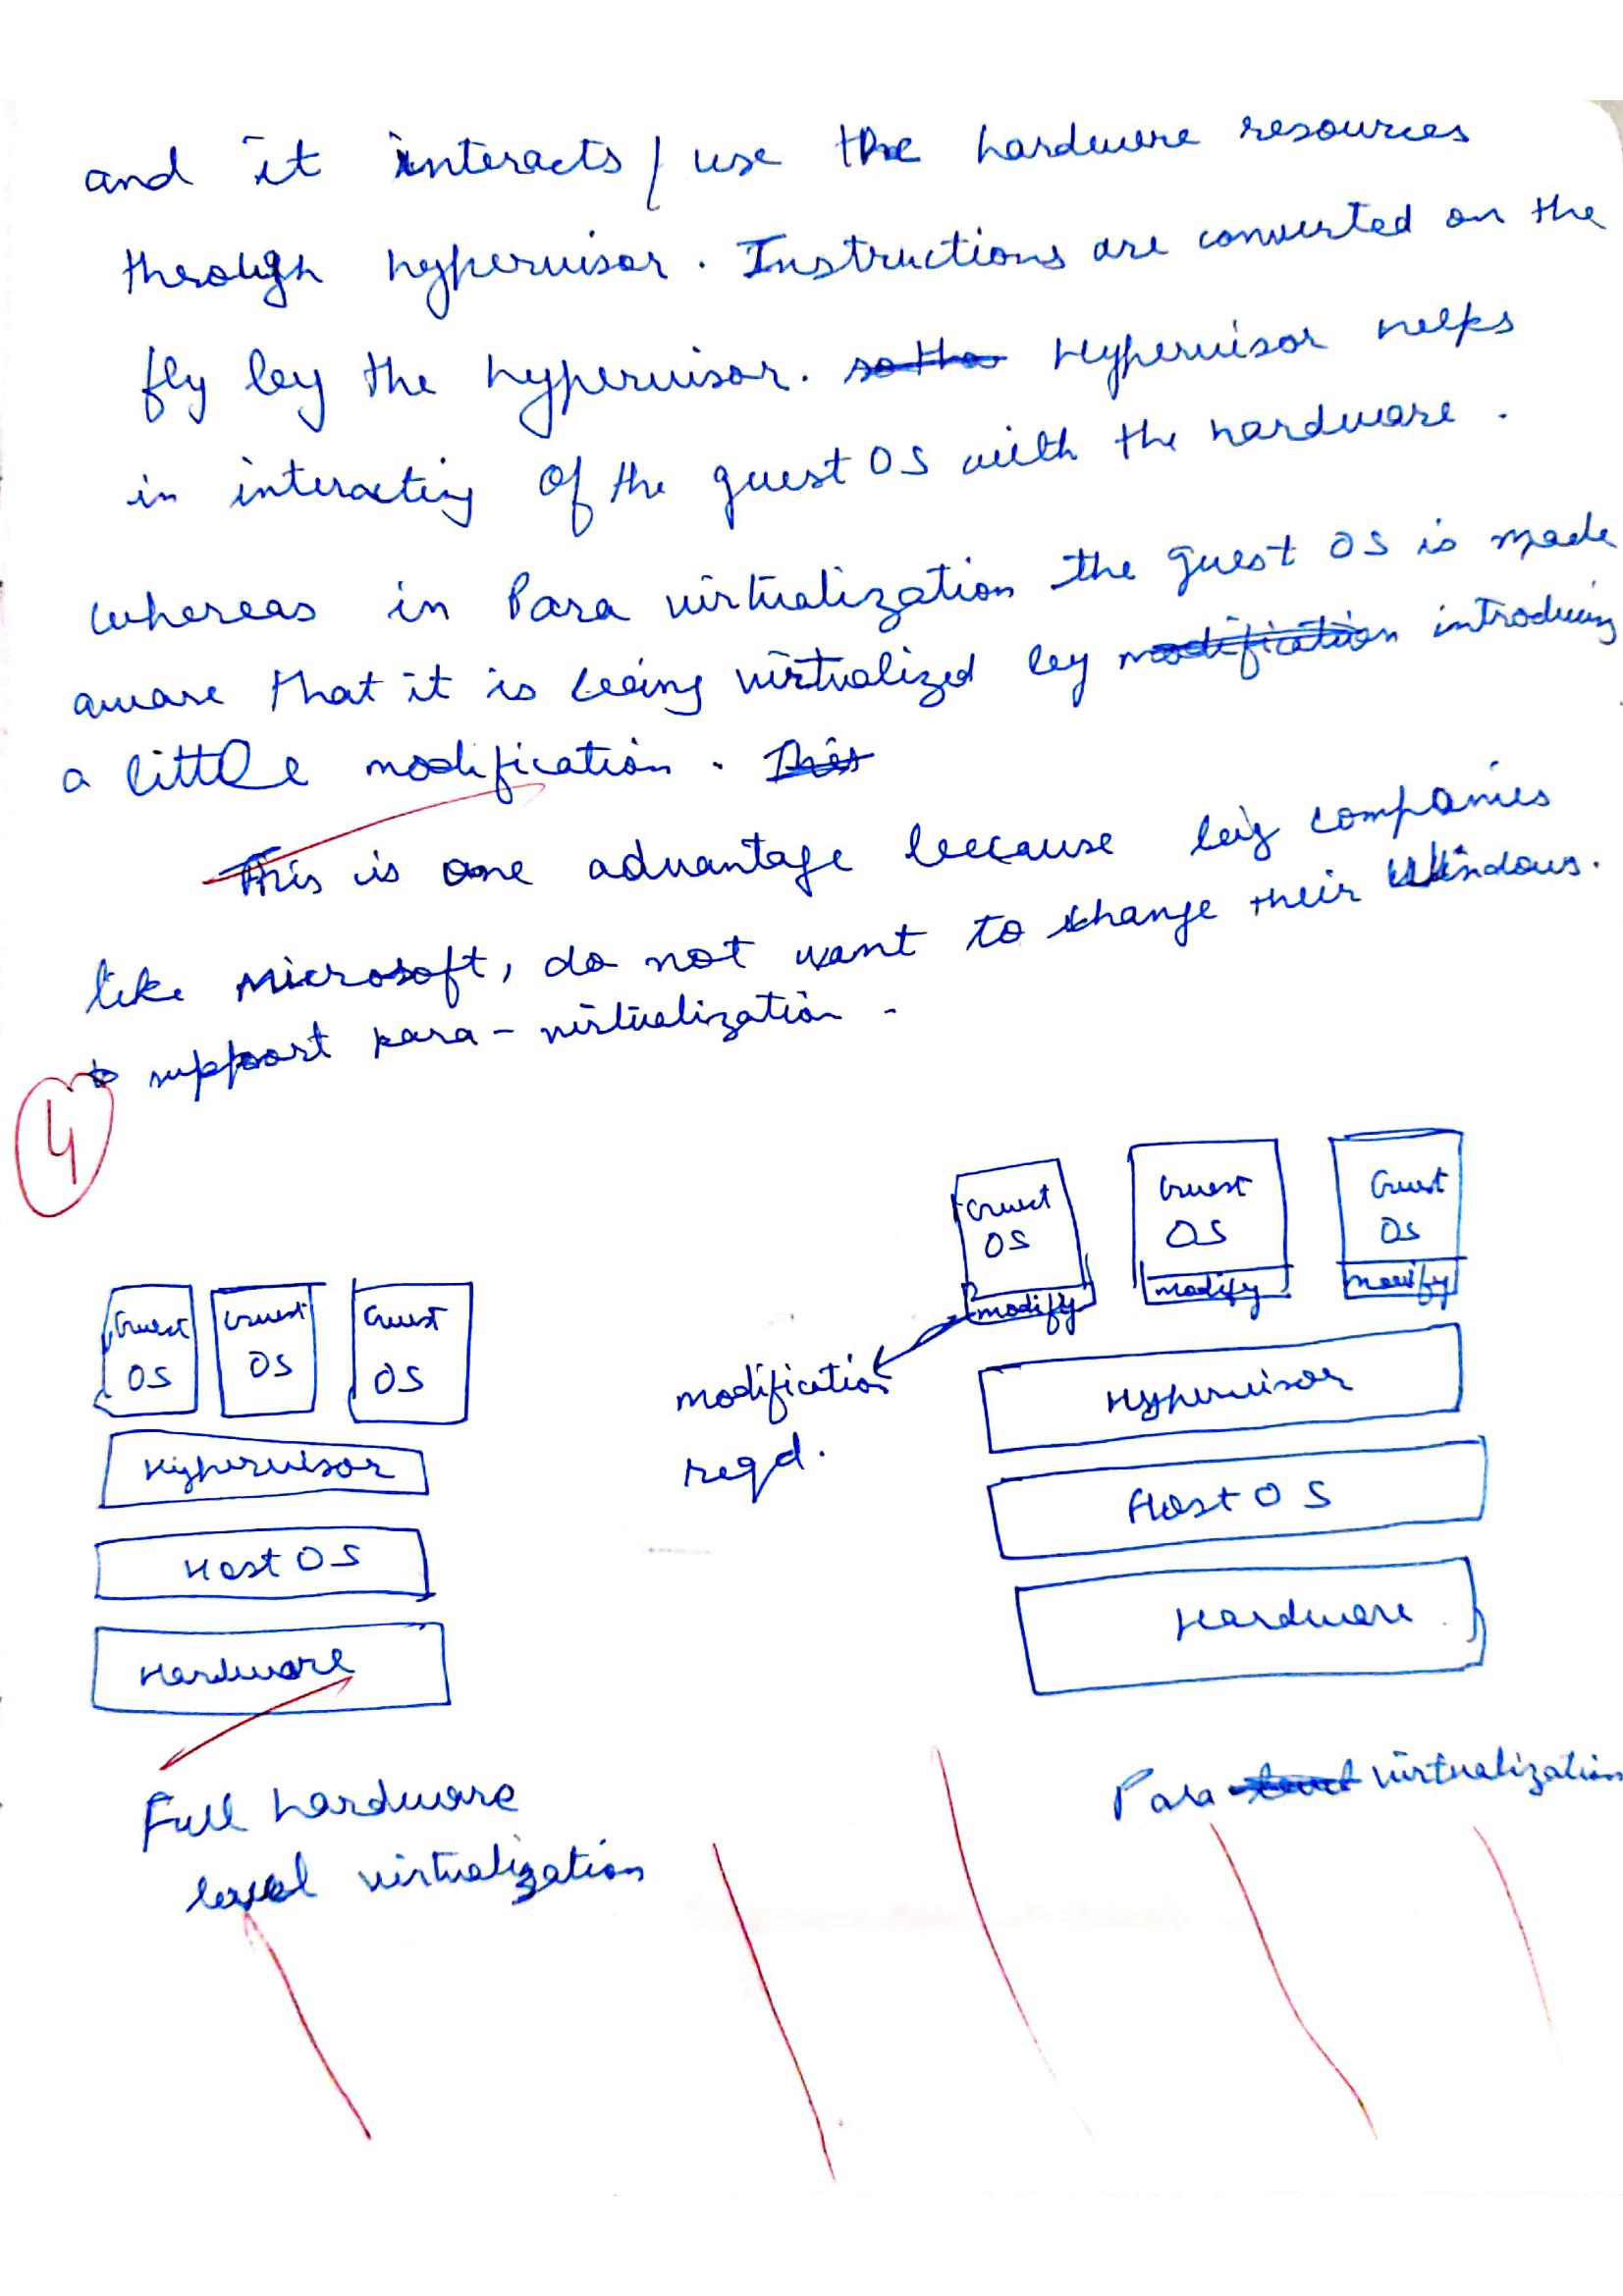 and it interacts / use the hardware resources
through hypervisor. Instructions are converted on the
fly by the hypervisor. so tha Hypervisor helps
in interacting of the guest OS with the hardware.
whereas in Para virtualization the guest OS is made
aware that it is being virtualized by modification introducing
a little modification. This
This is one advantage because big companies
like Microsoft, do not want to change their Windows.
to support para-virtualization.
4
Guest OS
modify
Guest OS
modify
Guest OS
modify
Guest OS
Guest OS
Guest OS
modification
reqd.
Hypervisor
Hypervisor
Host OS
Host OS
Hardware
Hardware
Full hardware
level virtualization
Para virtualization